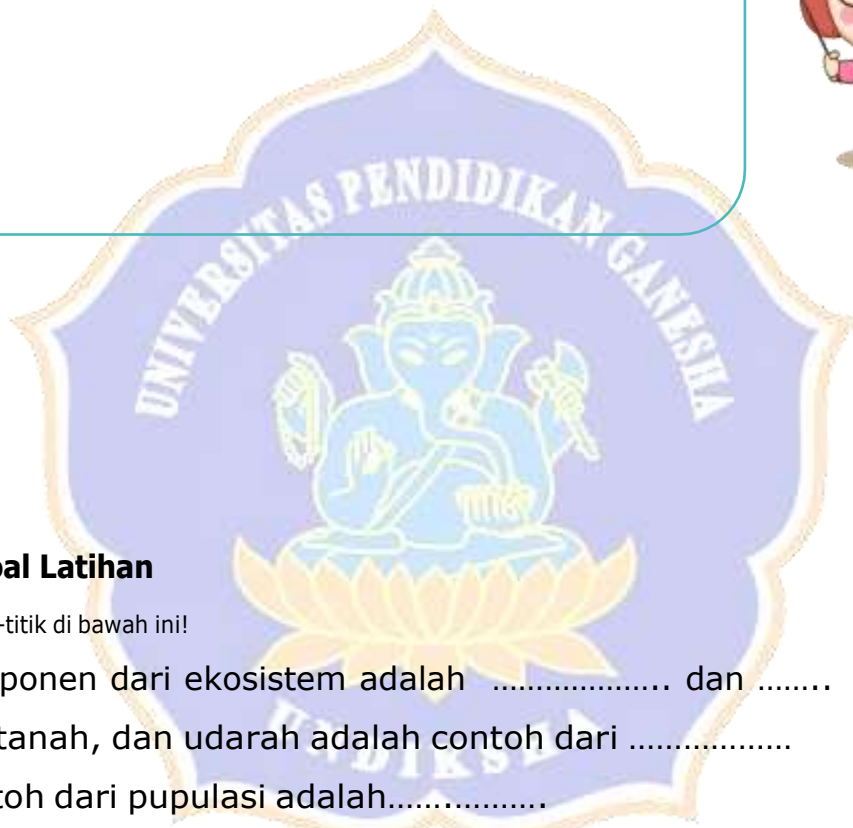 UNIVERSITAS PENDIDIKAN GANESHA
al Latihan
-titik di bawah ini!
ponen dari ekosistem adalah ……………….. dan ……..
tanah, dan udarah adalah contoh dari ………………
toh dari pupulasi adalah…………….
UNDIKSHA